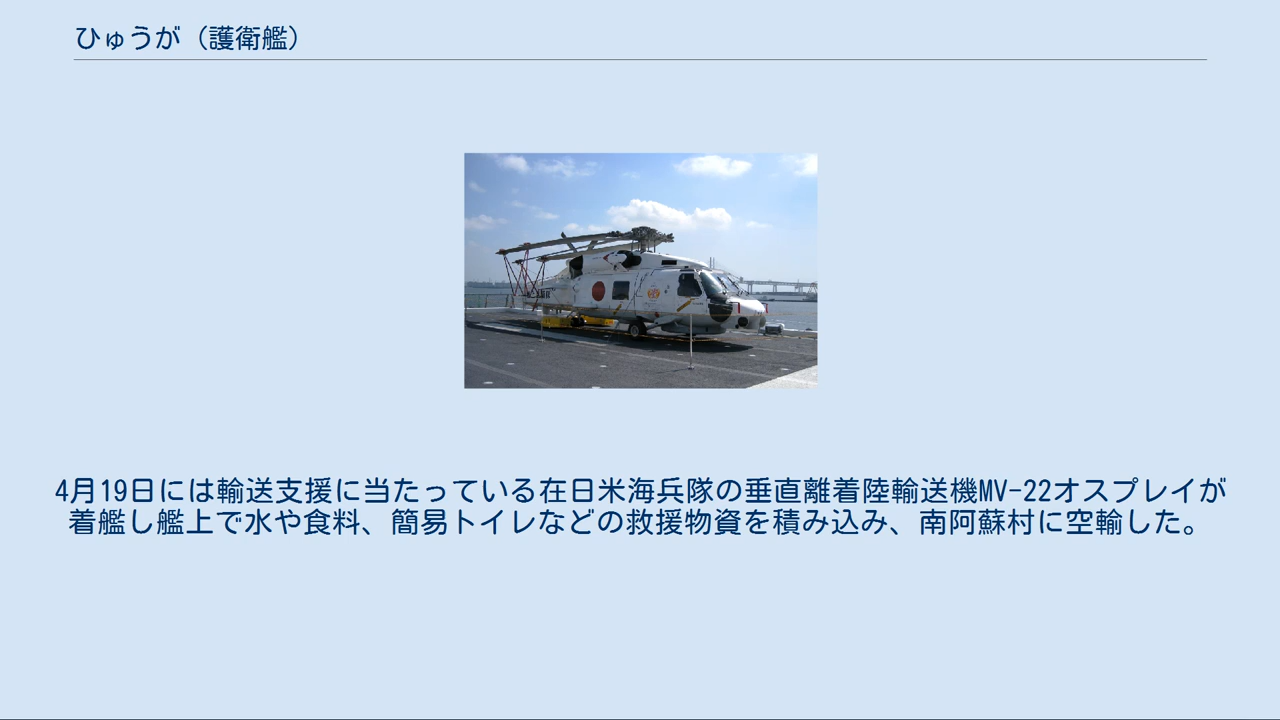 ひゅうが（護衛艦）
4月19日には輸送支援に当たっている在日米海兵隊の垂直離着陸輸送機MV-22オスプレイが
着艦し艦上で水や食料、簡易トイレなどの救援物資を積み込み、南阿蘇村に空輸した。